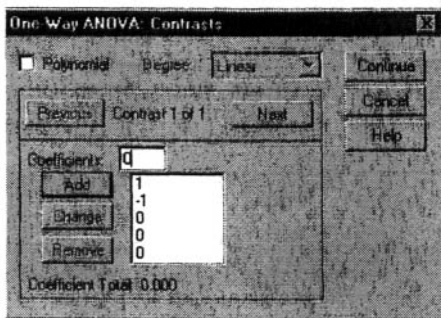 One-Way ANOVA: Contrasts
Polynomial Degree: Linear Continue
Previous Contrast 1 of 1 Next Cancel
Help
Coefficients: 0
Add 1
-1
Change 0
0
Remove 0
Coefficient Total: 0.000